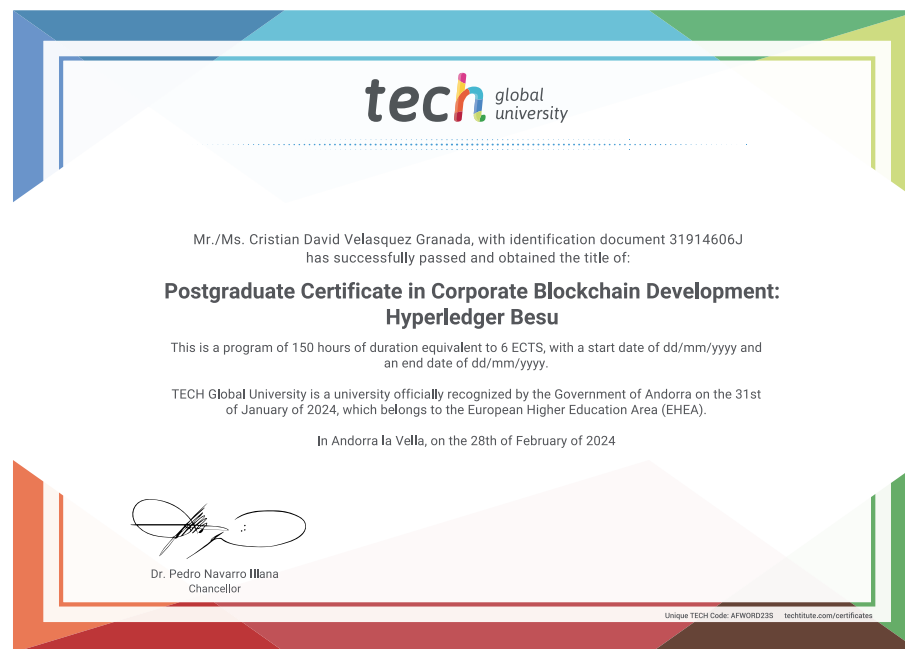 tech global university
Mr./Ms. Cristian David Velasquez Granada, with identification document 31914606J
has successfully passed and obtained the title of:
Postgraduate Certificate in Corporate Blockchain Development:
Hyperledger Besu
This is a program of 150 hours of duration equivalent to 6 ECTS, with a start date of dd/mm/yyyy and
an end date of dd/mm/yyyy.
TECH Global University is a university officially recognized by the Government of Andorra on the 31st
of January of 2024, which belongs to the European Higher Education Area (EHEA).
In Andorra la Vella, on the 28th of February of 2024
Dr. Pedro Navarro Illana
Chancellor
Unique TECH Code: AFWORD23S techtitute.com/certificates